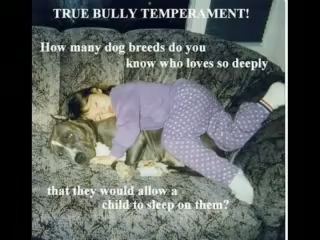 TRUE BULLY TEMPERAMENT!
How many dog breeds do you
know who loves so deeply
that they would allow a
child to sleep on them?